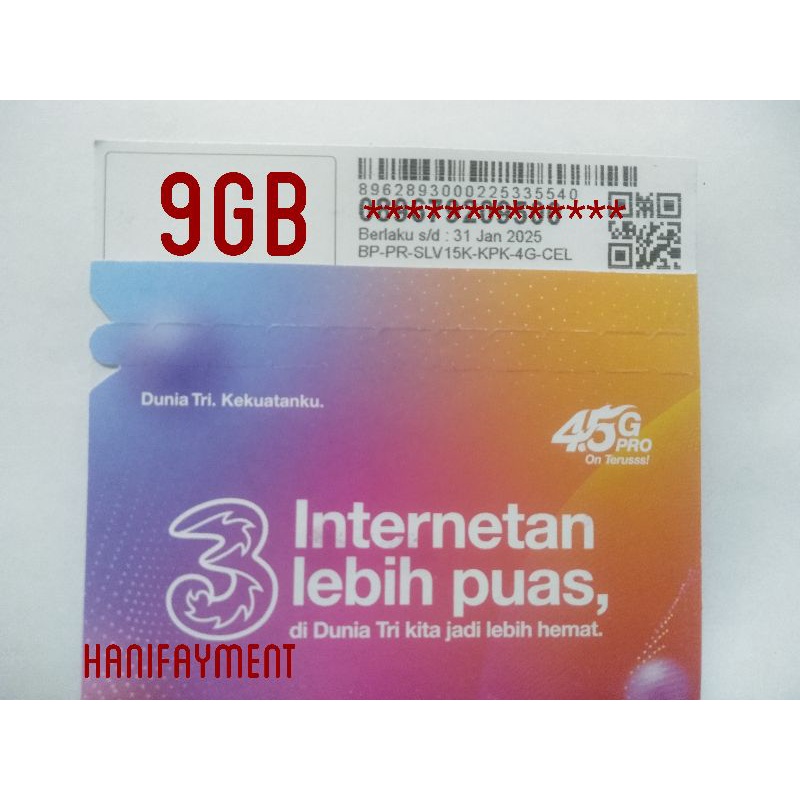 9GB
8962893000225335540
*************
Berlaku s/d : 31 Jan 2025
BP-PR-SLV15K-KPK-4G-CEL
Dunia Tri. Kekuatanku.
4.5G
PRO
On Terusss!
3
Internetan
lebih puas,
di Dunia Tri kita jadi lebih hemat.
HANIFAYMENT